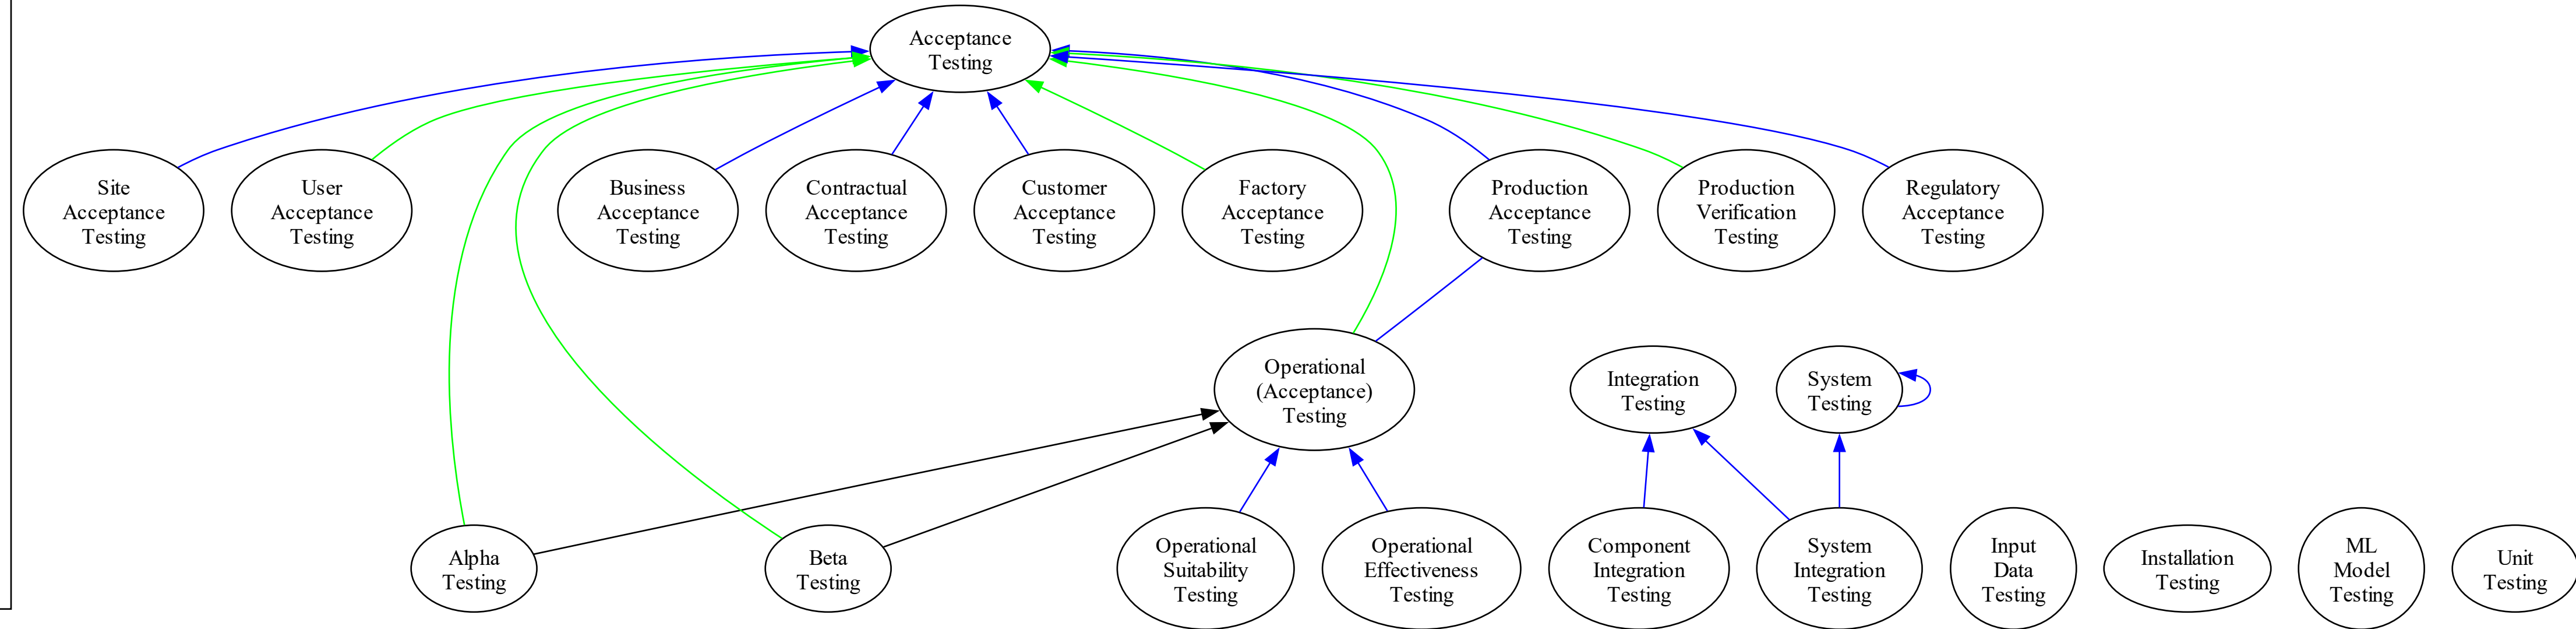 Acceptance
Testing
Site
Acceptance
Testing
User
Acceptance
Testing
Business
Acceptance
Testing
Contractual
Acceptance
Testing
Customer
Acceptance
Testing
Factory
Acceptance
Testing
Production
Acceptance
Testing
Production
Verification
Testing
Regulatory
Acceptance
Testing
Operational
(Acceptance)
Testing
Integration
Testing
System
Testing
Alpha
Testing
Beta
Testing
Operational
Suitability
Testing
Operational
Effectiveness
Testing
Component
Integration
Testing
System
Integration
Testing
Input
Data
Testing
Installation
Testing
ML
Model
Testing
Unit
Testing